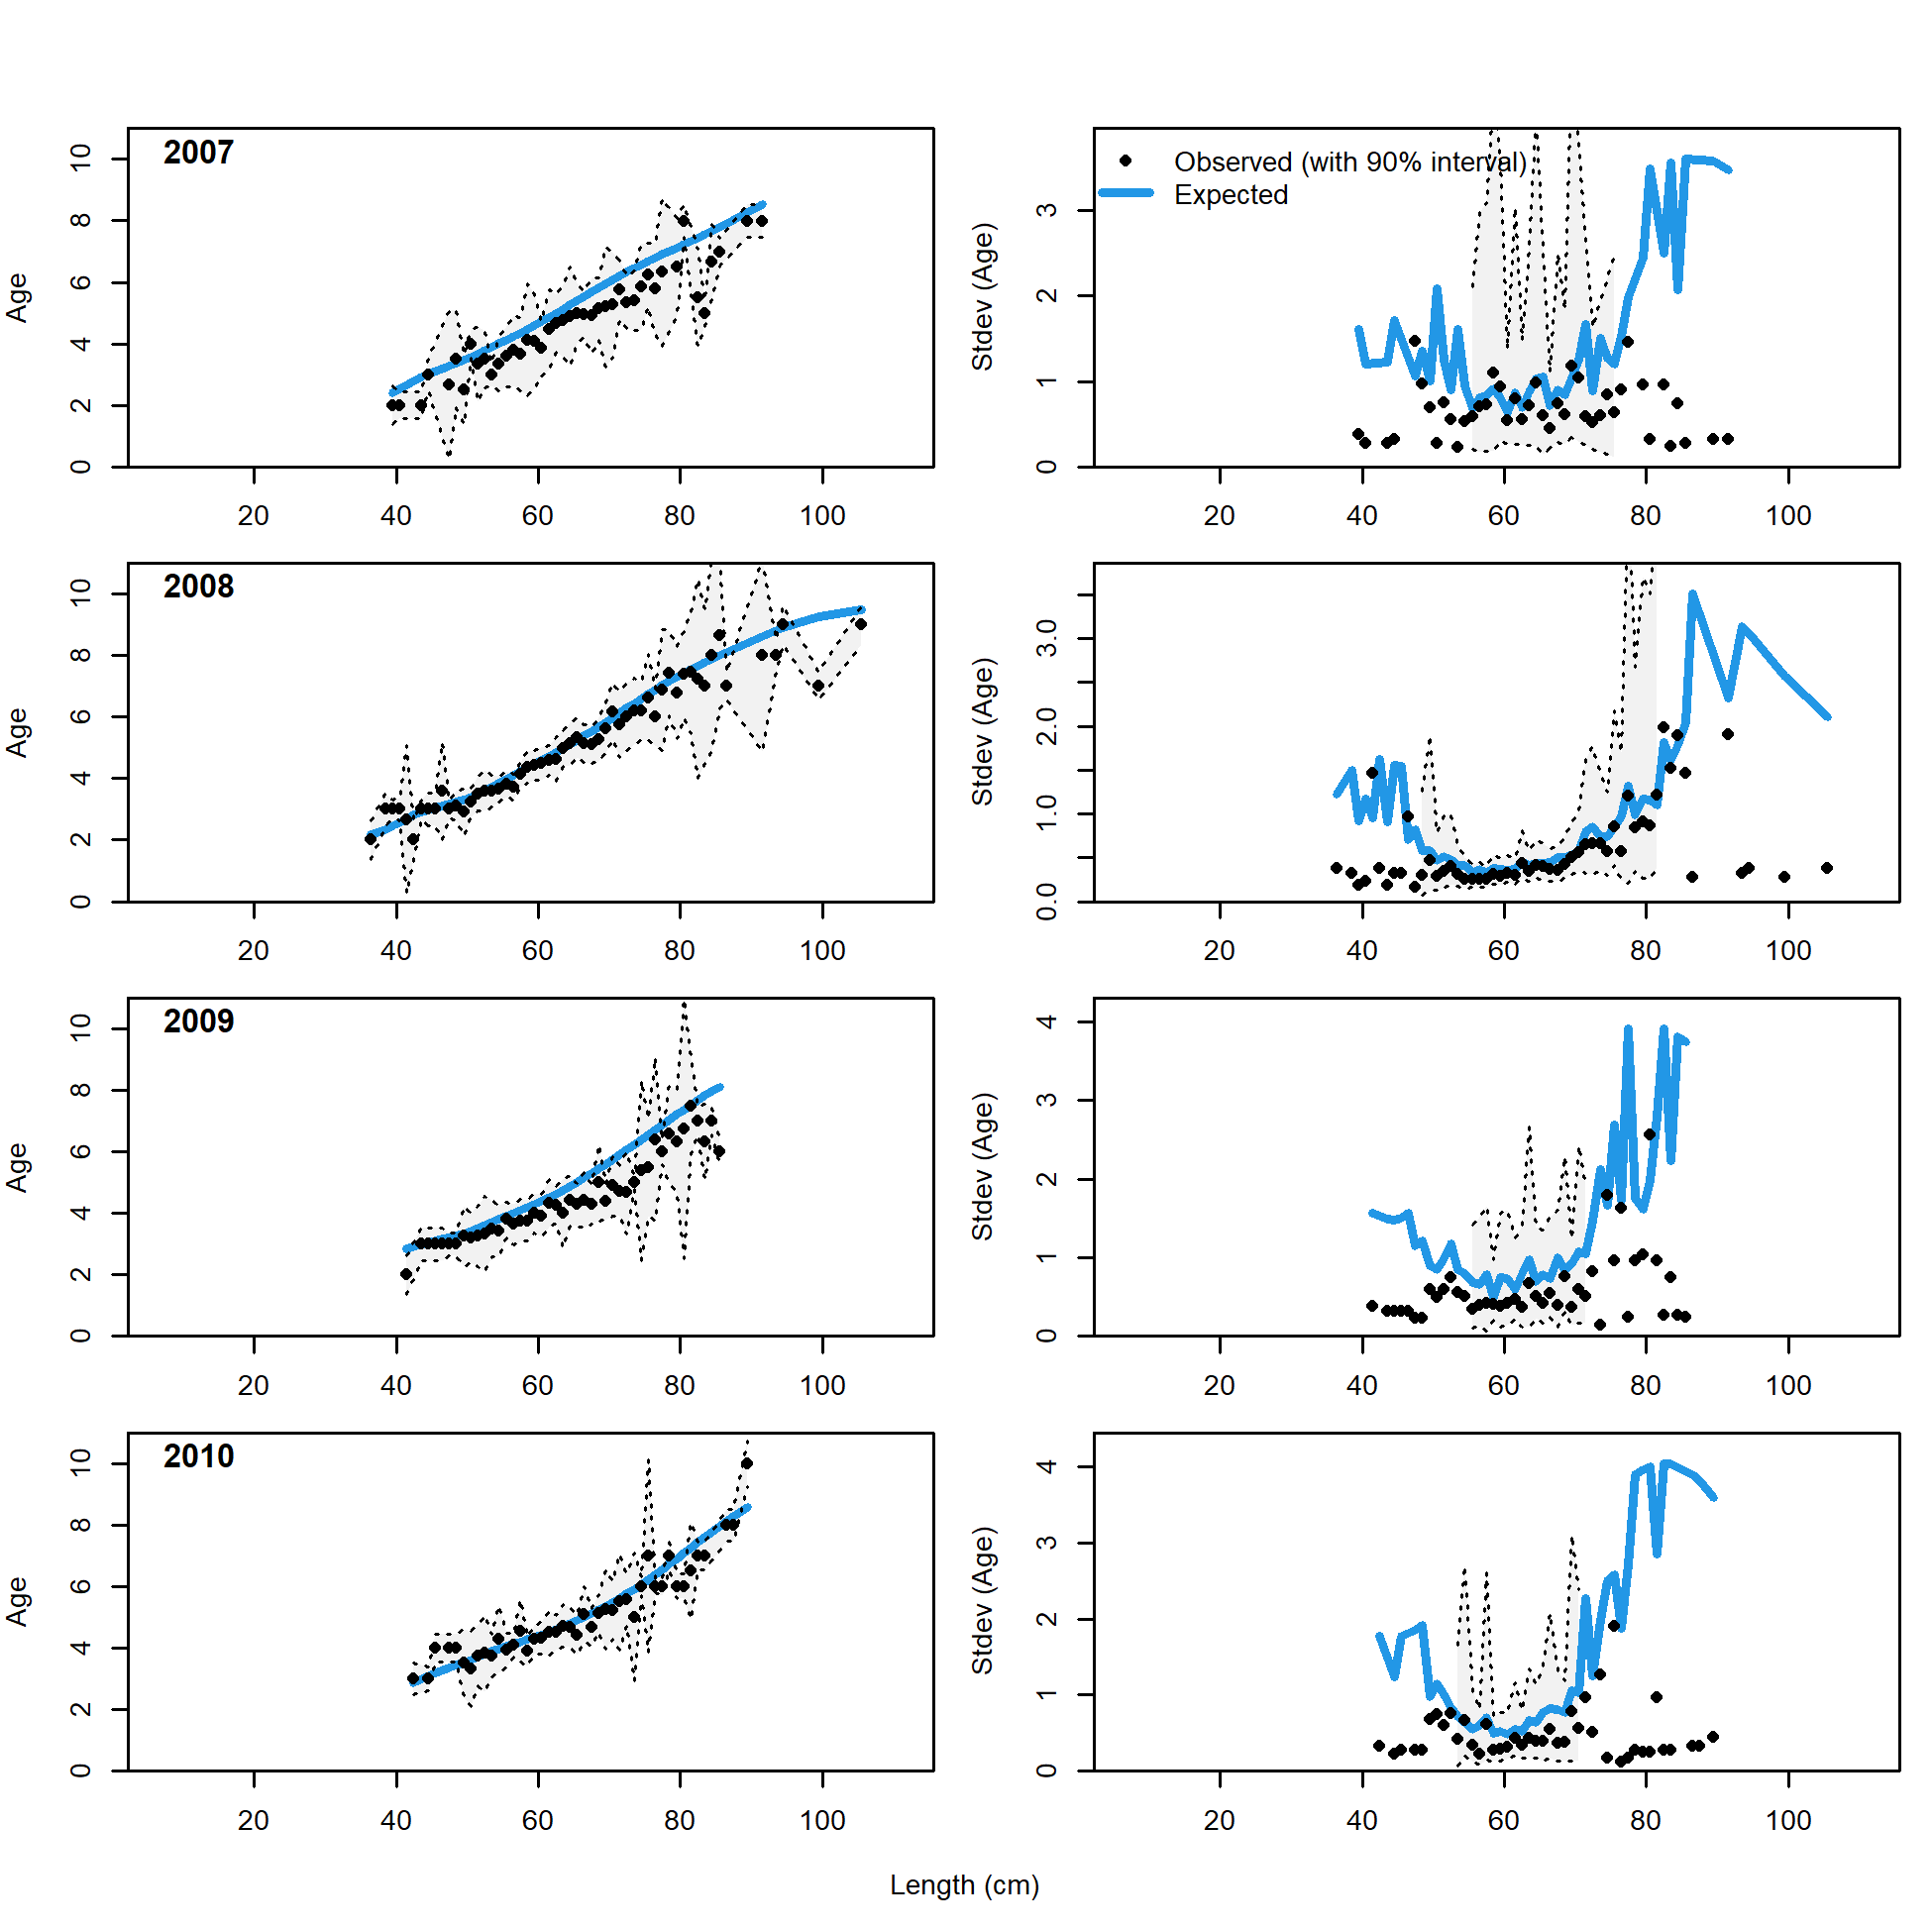 2007
Age
0 2 4 6 8 10
20 40 60 80 100
Observed (with 90% interval)
Expected
Stdev (Age)
0 1 2 3
20 40 60 80 100
2008
Age
0 2 4 6 8 10
20 40 60 80 100
Stdev (Age)
0.0 1.0 2.0 3.0
20 40 60 80 100
2009
Age
0 2 4 6 8 10
20 40 60 80 100
Stdev (Age)
0 1 2 3 4
20 40 60 80 100
2010
Age
0 2 4 6 8 10
20 40 60 80 100
Stdev (Age)
0 1 2 3 4
20 40 60 80 100
Length (cm)